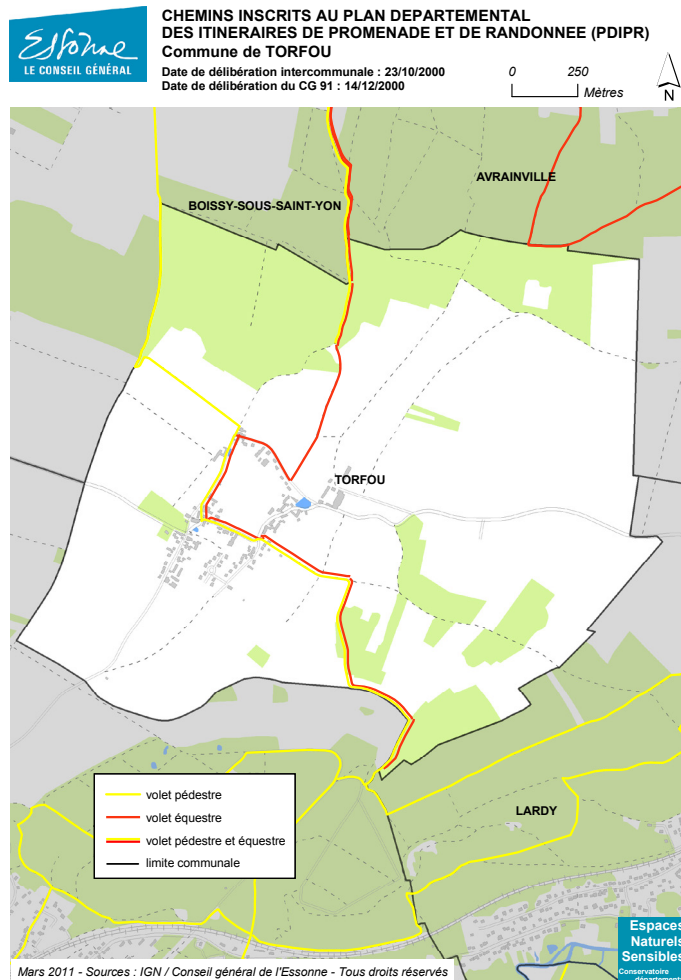 Essonne
LE CONSEIL GÉNÉRAL
CHEMINS INSCRITS AU PLAN DEPARTEMENTAL
DES ITINERAIRES DE PROMENADE ET DE RANDONNEE (PDIPR)
Commune de TORFOU
Date de délibération intercommunale : 23/10/2000
Date de délibération du CG 91 : 14/12/2000
0 250
Mètres
N
AVRAINVILLE
BOISSY-SOUS-SAINT-YON
TORFOU
volet pédestre
volet équestre
volet pédestre et équestre
limite communale
LARDY
Espaces
Naturels
Sensibles
Conservatoire
Mars 2011 - Sources : IGN / Conseil général de l'Essonne - Tous droits réservés